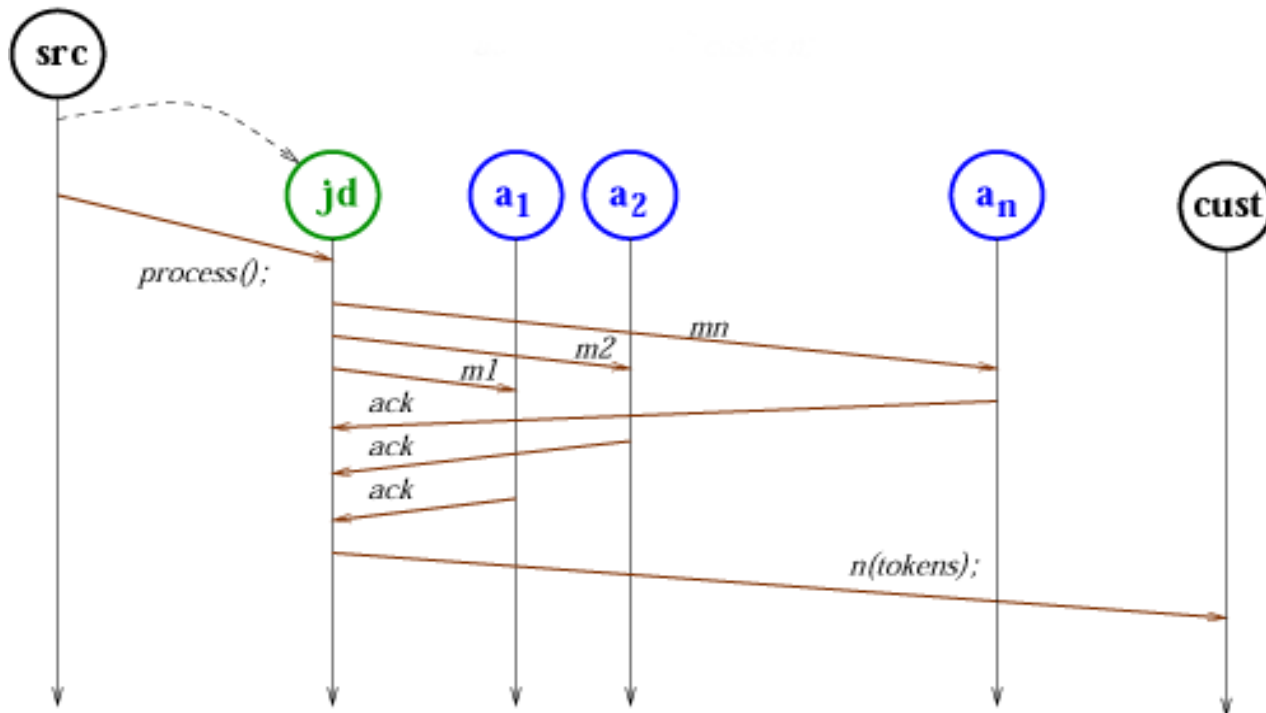 src
jd
a1
a2
an
cust
process();
mn
m2
m1
ack
ack
ack
n(tokens);